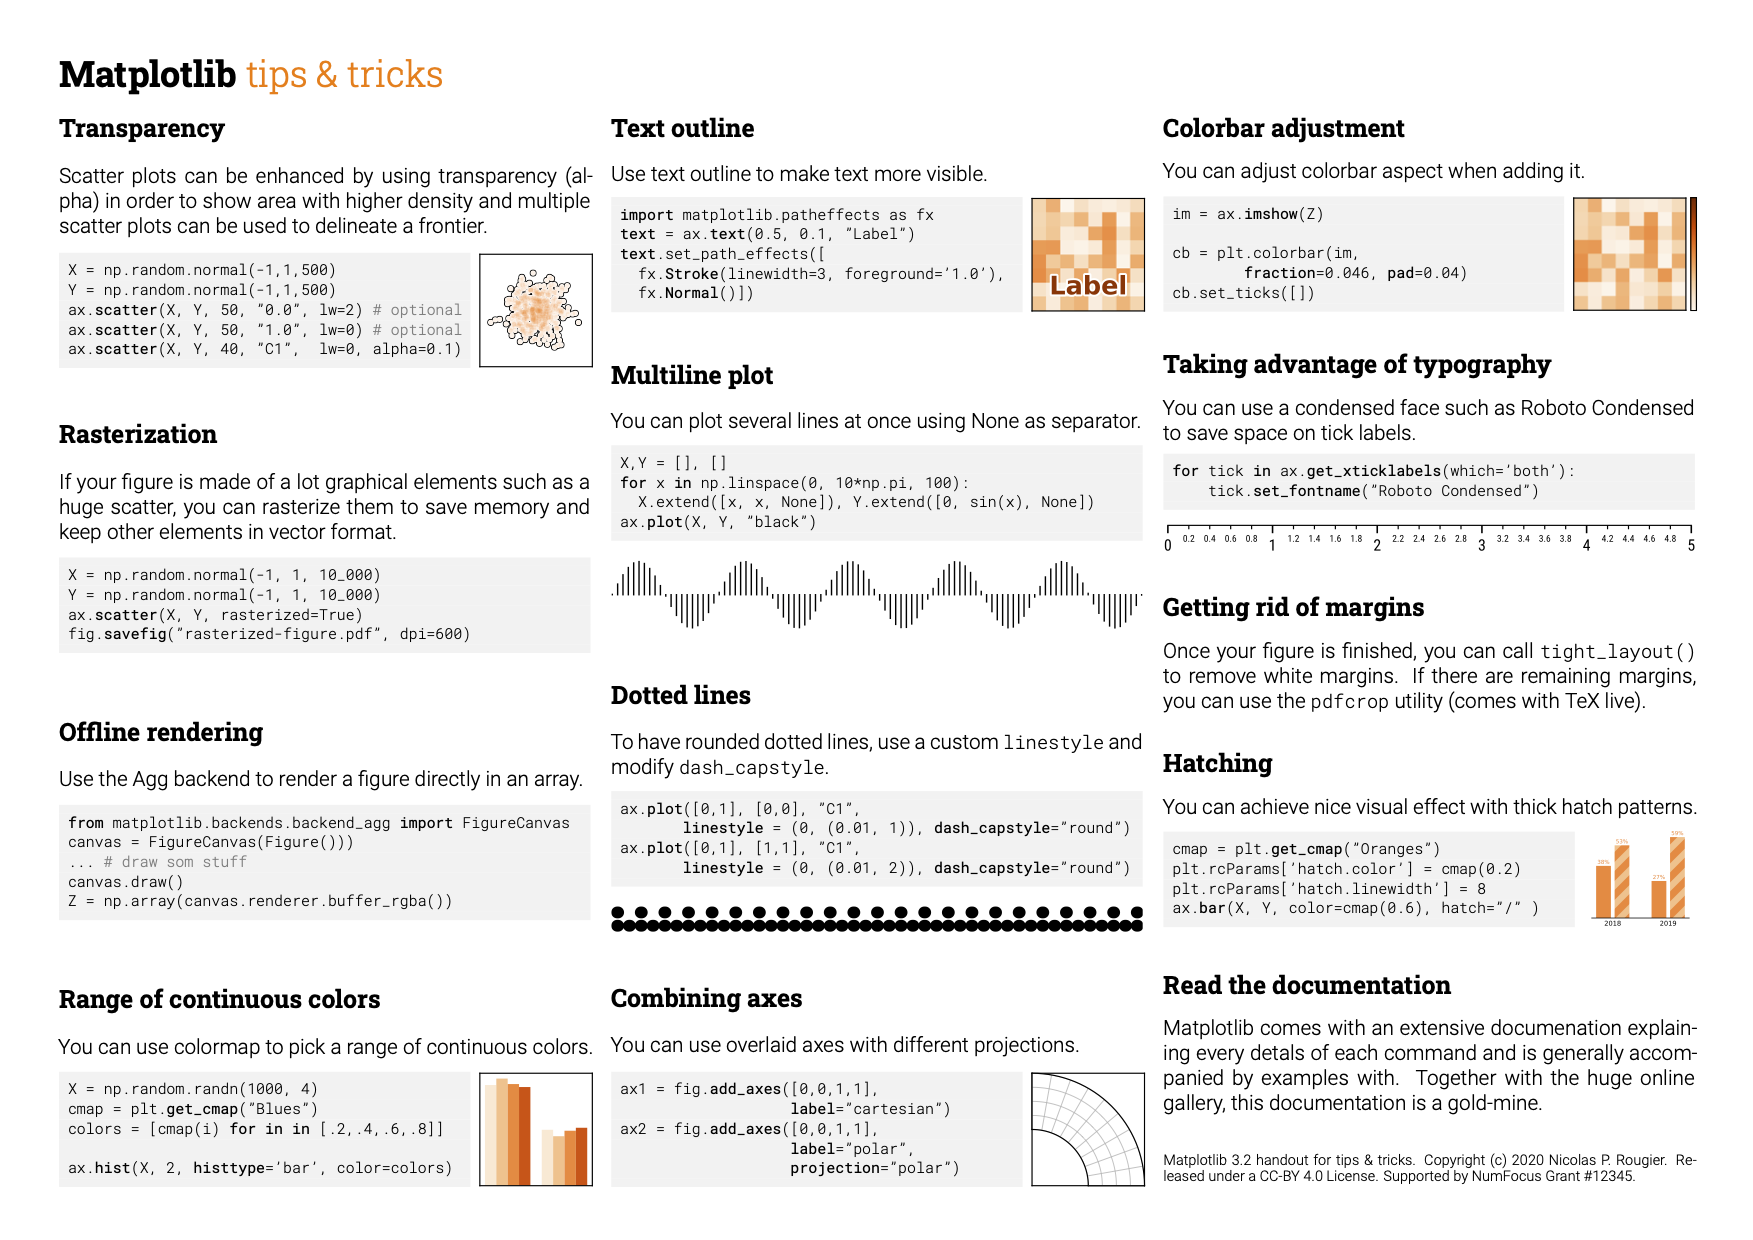 Matplotlib tips & tricks
Transparency
Scatter plots can be enhanced by using transparency (al-
pha) in order to show area with higher density and multiple
scatter plots can be used to delineate a frontier.
X = np.random.normal(-1,1,500)
Y = np.random.normal(-1,1,500)
ax.scatter(X, Y, 50, "0.0", lw=2) # optional
ax.scatter(X, Y, 50, "1.0", lw=0) # optional
ax.scatter(X, Y, 40, "C1", lw=0, alpha=0.1)
Rasterization
If your figure is made of a lot graphical elements such as a
huge scatter, you can rasterize them to save memory and
keep other elements in vector format.
X = np.random.normal(-1, 1, 10_000)
Y = np.random.normal(-1, 1, 10_000)
ax.scatter(X, Y, rasterized=True)
fig.savefig("rasterized-figure.pdf", dpi=600)
Offline rendering
Use the Agg backend to render a figure directly in an array.
from matplotlib.backends.backend_agg import FigureCanvas
canvas = FigureCanvas(Figure()))
... # draw som stuff
canvas.draw()
Z = np.array(canvas.renderer.buffer_rgba())
Range of continuous colors
You can use colormap to pick a range of continuous colors.
X = np.random.randn(1000, 4)
cmap = plt.get_cmap("Blues")
colors = [cmap(i) for in in [.2,.4,.6,.8]]
ax.hist(X, 2, histtype='bar', color=colors)
Text outline
Use text outline to make text more visible.
import matplotlib.patheffects as fx
text = ax.text(0.5, 0.1, "Label")
text.set_path_effects([
fx.Stroke(linewidth=3, foreground='1.0'),
fx.Normal()])
Label
Multiline plot
You can plot several lines at once using None as separator.
X,Y = [], []
for x in np.linspace(0, 10*np.pi, 100):
X.extend([x, x, None]), Y.extend([0, sin(x), None])
ax.plot(X, Y, "black")
Dotted lines
To have rounded dotted lines, use a custom linestyle and
modify dash_capstyle.
ax.plot([0,1], [0,0], "C1",
linestyle = (0, (0.01, 1)), dash_capstyle="round")
ax.plot([0,1], [1,1], "C1",
linestyle = (0, (0.01, 2)), dash_capstyle="round")
Combining axes
You can use overlaid axes with different projections.
ax1 = fig.add_axes([0,0,1,1],
label="cartesian")
ax2 = fig.add_axes([0,0,1,1],
label="polar",
projection="polar")
Colorbar adjustment
You can adjust colorbar aspect when adding it.
im = ax.imshow(Z)
cb = plt.colorbar(im,
fraction=0.046, pad=0.04)
cb.set_ticks([])
Taking advantage of typography
You can use a condensed face such as Roboto Condensed
to save space on tick labels.
for tick in ax.get_xticklabels(which='both'):
tick.set_fontname("Roboto Condensed")
0 0.2 0.4 0.6 0.8 1 1.2 1.4 1.6 1.8 2 2.2 2.4 2.6 2.8 3 3.2 3.4 3.6 3.8 4 4.2 4.4 4.6 4.8 5
Getting rid of margins
Once your figure is finished, you can call tight_layout()
to remove white margins. If there are remaining margins,
you can use the pdfcrop utility (comes with TeX live).
Hatching
You can achieve nice visual effect with thick hatch patterns.
cmap = plt.get_cmap("Oranges")
plt.rcParams['hatch.color'] = cmap(0.2)
plt.rcParams['hatch.linewidth'] = 8
ax.bar(X, Y, color=cmap(0.6), hatch="/" )
38% 53% 27% 59%
2018 2019
Read the documentation
Matplotlib comes with an extensive documenation explain-
ing every detals of each command and is generally accom-
panied by examples with. Together with the huge online
gallery, this documentation is a gold-mine.
Matplotlib 3.2 handout for tips & tricks. Copyright (c) 2020 Nicolas P. Rougier. Re-
leased under a CC-BY 4.0 License. Supported by NumFocus Grant #12345.